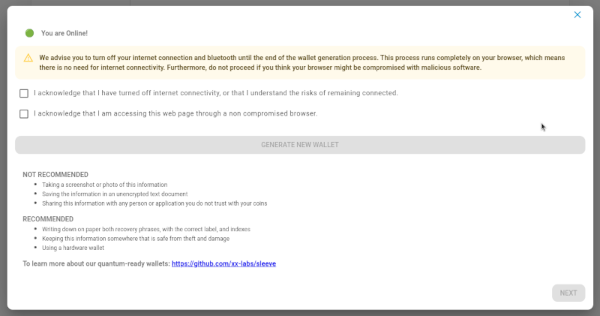 You are Online!
We advise you to turn off your internet connection and bluetooth until the end of the wallet generation process. This process runs completely on your browser, which means
there is no need for internet connectivity. Furthermore, do not proceed if you think your browser might be compromised with malicious software.
I acknowledge that I have turned off internet connectivity, or that I understand the risks of remaining connected.
I acknowledge that I am accessing this web page through a non compromised browser.
GENERATE NEW WALLET
NOT RECOMMENDED
Taking a screenshot or photo of this information
Saving the information in an unencrypted text document
Sharing this information with any person or application you do not trust with your coins
RECOMMENDED
Writing down on paper both recovery phrases, with the correct label, and indexes
Keeping this information somewhere that is safe from theft and damage
Using a hardware wallet
To learn more about our quantum-ready wallets: https://github.com/xx-labs/sleeve
NEXT